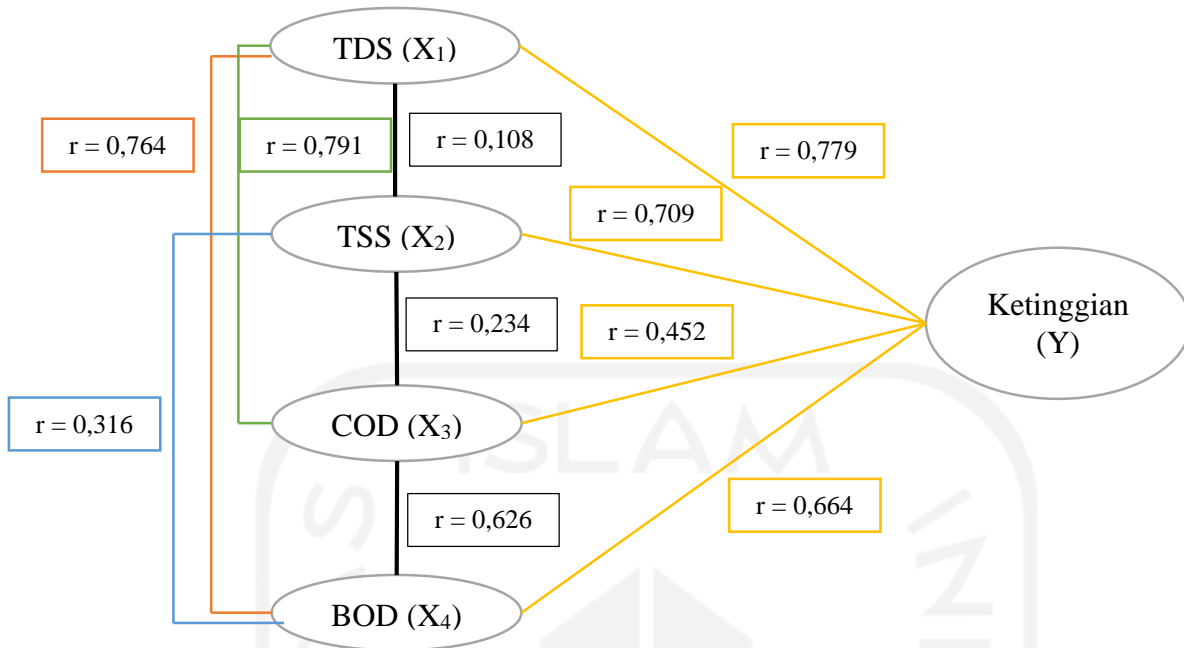 TDS (X₁)
r = 0,764
r = 0,791
r = 0,108
r = 0,779
r = 0,709
TSS (X₂)
Ketinggian
(Y)
r = 0,234
r = 0,452
r = 0,316
COD (X₃)
ISLAM
r = 0,626
r = 0,664
BOD (X₄)